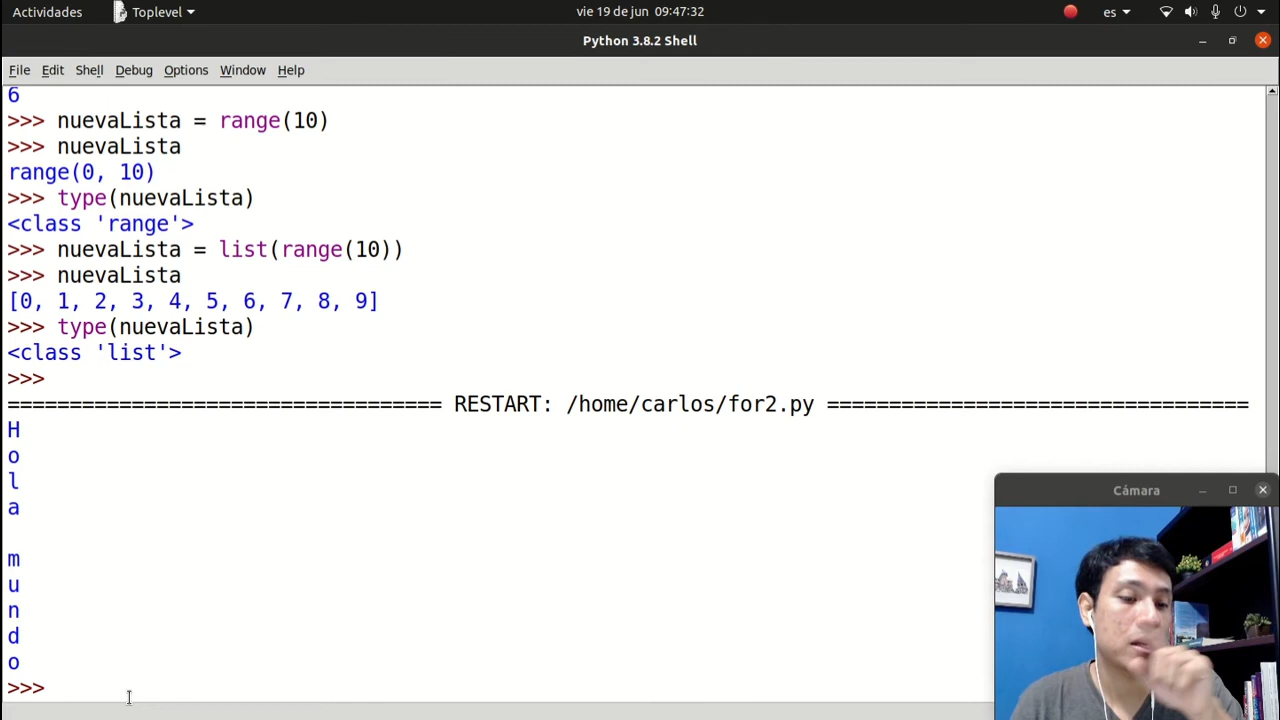 Actividades Toplevel vie 19 de jun 09:47:32 es
Python 3.8.2 Shell
File Edit Shell Debug Options Window Help
6
>>> nuevaLista = range(10)
>>> nuevaLista
range(0, 10)
>>> type(nuevaLista)
<class 'range'>
>>> nuevaLista = list(range(10))
>>> nuevaLista
[0, 1, 2, 3, 4, 5, 6, 7, 8, 9]
>>> type(nuevaLista)
<class 'list'>
>>>
=================================== RESTART: /home/carlos/for2.py ==================================
H
o
l
a
m
u
n
d
o
>>>
Cámara